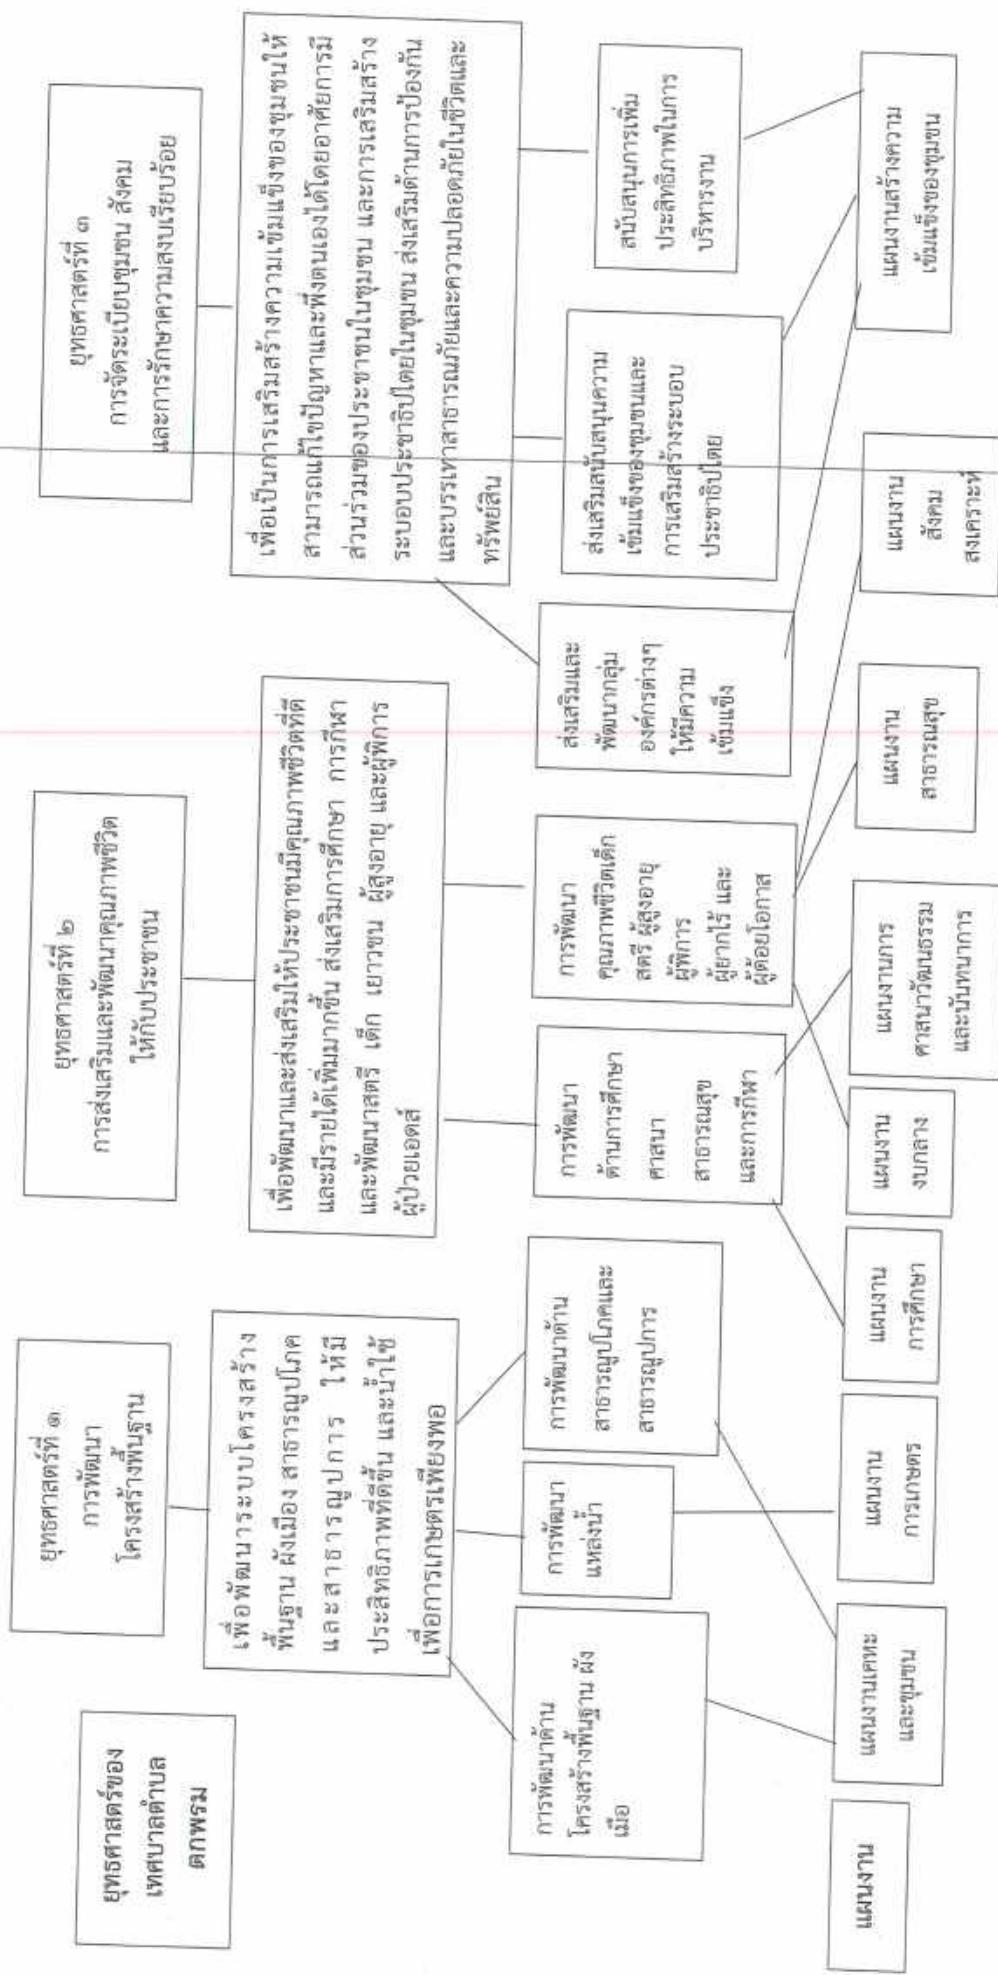 ยุทธศาสตร์ของ
เทศบาลตำบล
ตกพรม
ยุทธศาสตร์ที่ ๑
การพัฒนา
โครงสร้างพื้นฐาน
ยุทธศาสตร์ที่ ๒
การส่งเสริมและพัฒนาคุณภาพชีวิต
ให้กับประชาชน
ยุทธศาสตร์ที่ ๓
การจัดระเบียบชุมชน สังคม
และการรักษาความสงบเรียบร้อย
เพื่อพัฒนาระบบโครงสร้าง
พื้นฐาน ผังเมือง สาธารณูปโภค
และสาธารณูปการ ให้มี
ประสิทธิภาพที่ดีขึ้น และน้ำใช้
เพื่อการเกษตรเพียงพอ
เพื่อพัฒนาและส่งเสริมให้ประชาชนมีคุณภาพชีวิตที่ดี
และมีรายได้เพิ่มมากขึ้น ส่งเสริมการศึกษา การกีฬา
และพัฒนาสตรี เด็ก เยาวชน ผู้สูงอายุ และผู้พิการ
ผู้ป่วยเอดส์
เพื่อเป็นการเสริมสร้างความเข้มแข็งของชุมชนให้
สามารถแก้ไขปัญหาและพึ่งตนเองได้โดยอาศัยการมี
ส่วนร่วมของประชาชนในชุมชน และการเสริมสร้าง
ระบอบประชาธิปไตยในชุมชน ส่งเสริมด้านการป้องกัน
และบรรเทาสาธารณภัยและความปลอดภัยในชีวิตและ
ทรัพย์สิน
การพัฒนาด้าน
โครงสร้างพื้นฐาน ผัง
เมือ
การพัฒนา
แหล่งน้ำ
การพัฒนาด้าน
สาธารณูปโภคและ
สาธารณูปการ
การพัฒนา
ด้านการศึกษา
ศาสนา
สาธารณสุข
และการกีฬา
การพัฒนา
คุณภาพชีวิตเด็ก
สตรี ผู้สูงอายุ
ผู้พิการ
ผู้ยากไร้ และ
ผู้ด้อยโอกาส
ส่งเสริมและ
พัฒนากลุ่ม
องค์กรต่างๆ
ให้มีความ
เข้มแข็ง
ส่งเสริมสนับสนุนความ
เข้มแข็งของชุมชนและ
การเสริมสร้างระบอบ
ประชาธิปไตย
สนับสนุนการเพิ่ม
ประสิทธิภาพในการ
บริหารงาน
แผนงาน
แผนงานเคหะ
และชุมชน
แผนงาน
การเกษตร
แผนงาน
การศึกษา
แผนงาน
งบกลาง
แผนงานการ
ศาสนาวัฒนธรรม
และนันทนาการ
แผนงาน
สาธารณสุข
แผนงาน
สังคม
สงเคราะห์
แผนงานสร้างความ
เข้มแข็งของชุมชน